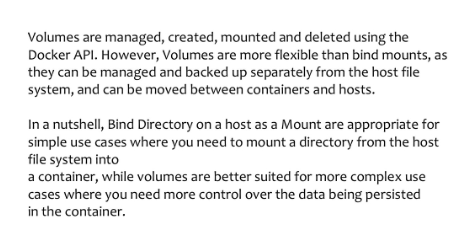 Volumes are managed, created, mounted and deleted using the
Docker API. However, Volumes are more flexible than bind mounts, as
they can be managed and backed up separately from the host file
system, and can be moved between containers and hosts.
In a nutshell, Bind Directory on a host as a Mount are appropriate for
simple use cases where you need to mount a directory from the host
file system into
a container, while volumes are better suited for more complex use
cases where you need more control over the data being persisted
in the container.